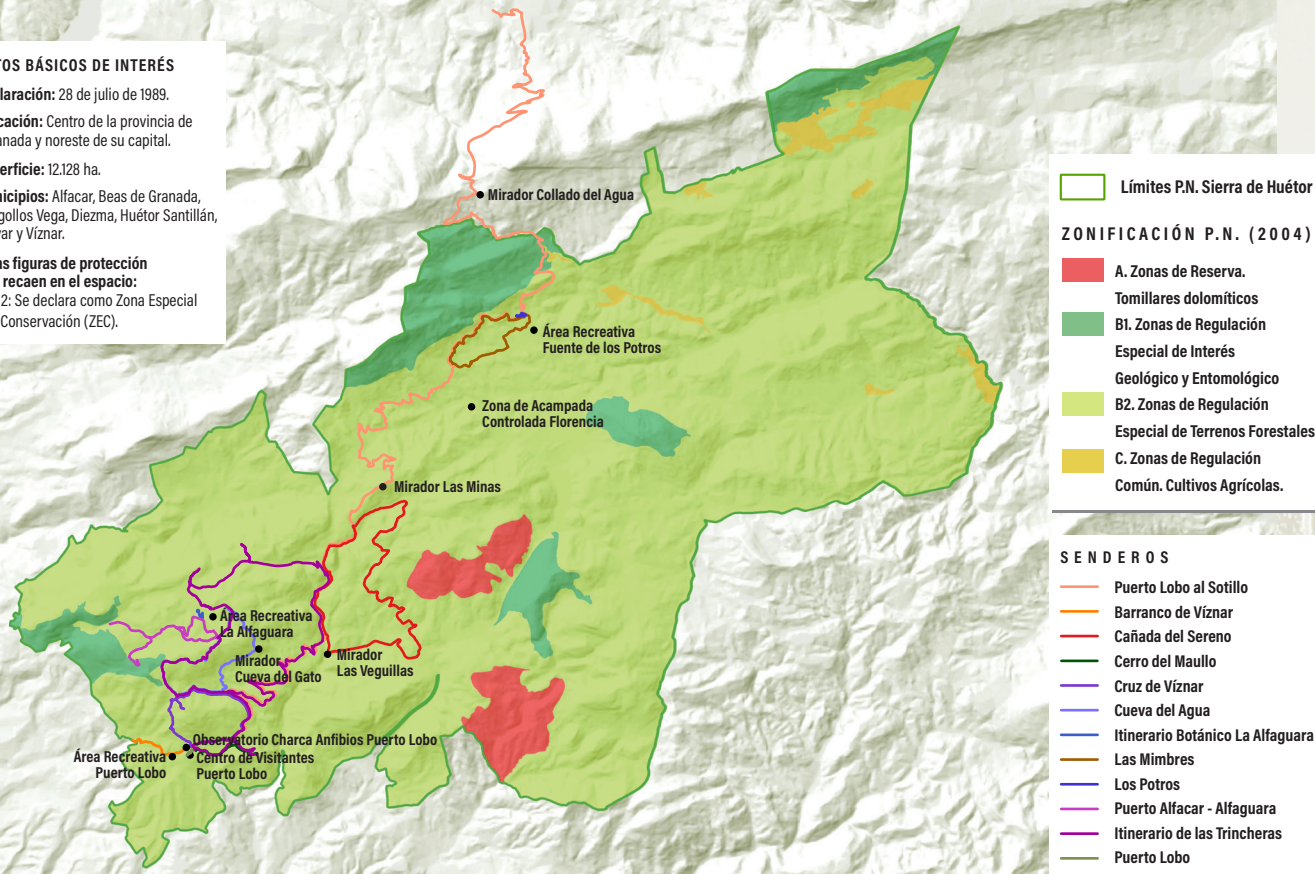 TOS BÁSICOS DE INTERÉS
laración: 28 de julio de 1989.
cación: Centro de la provincia de
anada y noreste de su capital.
erficie: 12.128 ha.
nicipios: Alfacar, Beas de Granada,
gollos Vega, Diezma, Huétor Santillán,
var y Víznar.
as figuras de protección
recaen en el espacio:
2: Se declara como Zona Especial
Conservación (ZEC).
Mirador Collado del Agua
Área Recreativa
Fuente de los Potros
Zona de Acampada
Controlada Florencia
Mirador Las Minas
Área Recreativa
La Alfaguara
Mirador
Cueva del Gato
Mirador
Las Veguillas
Observatorio Charca Anfibios Puerto Lobo
Área Recreativa
Puerto Lobo
Centro de Visitantes
Puerto Lobo
Límites P.N. Sierra de Huétor
ZONIFICACIÓN P.N. (2004)
A. Zonas de Reserva.
Tomillares dolomíticos
B1. Zonas de Regulación
Especial de Interés
Geológico y Entomológico
B2. Zonas de Regulación
Especial de Terrenos Forestales
C. Zonas de Regulación
Común. Cultivos Agrícolas.
SENDEROS
Puerto Lobo al Sotillo
Barranco de Víznar
Cañada del Sereno
Cerro del Maullo
Cruz de Víznar
Cueva del Agua
Itinerario Botánico La Alfaguara
Las Mimbres
Los Potros
Puerto Alfacar - Alfaguara
Itinerario de las Trincheras
Puerto Lobo